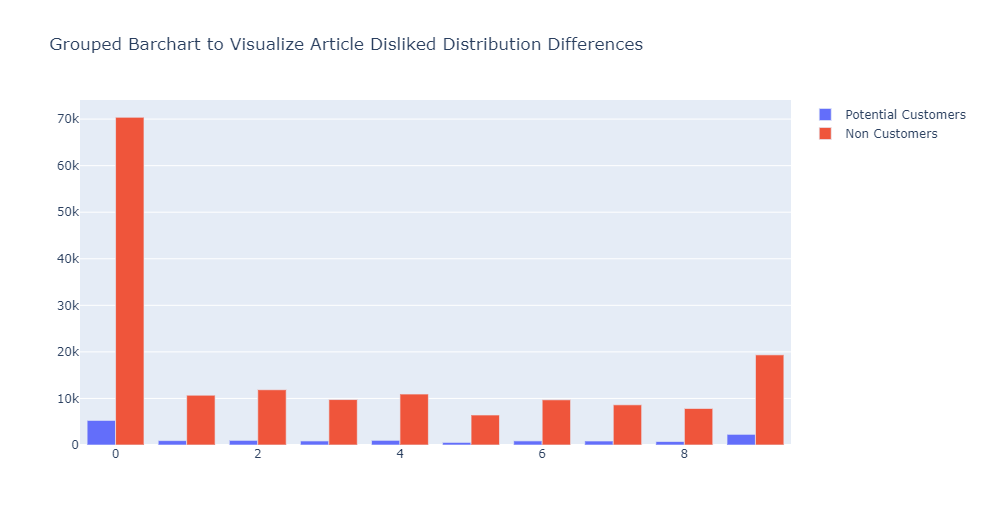 Grouped Barchart to Visualize Article Disliked Distribution Differences
Potential Customers
Non Customers
70k
60k
50k
40k
30k
20k
10k
0
0 2 4 6 8